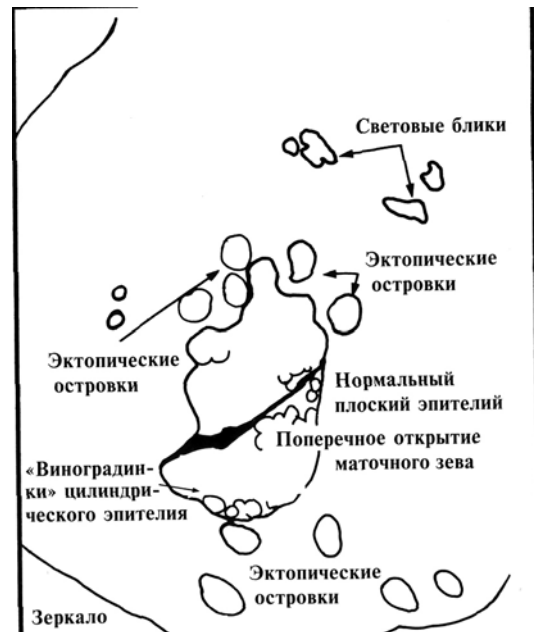 Световые блики
Эктопические
островки
Эктопические
островки
Нормальный
плоский эпителий
Поперечное открытие
маточного зева
«Виноградин-
ки» цилиндри-
ческого эпителия
Эктопические
островки
Зеркало